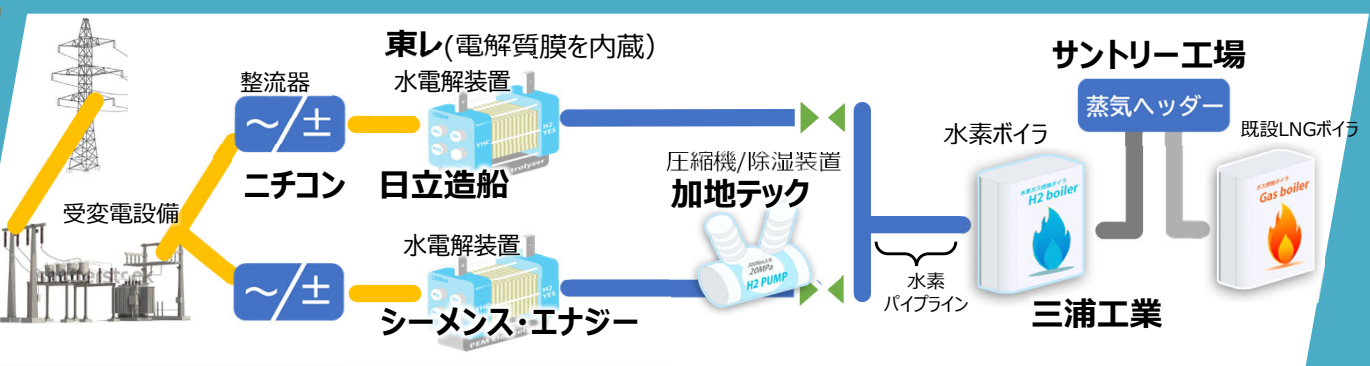 東レ(電解質膜を内蔵)
サントリー工場
整流器
水電解装置
蒸気ヘッダー
～/±
H2
YES
水素ボイラ
既設LNGボイラ
圧縮機/除湿装置
ニチコン
日立造船
加地テック
H2 boiler
Gas boiler
受変電設備
水電解装置
～/±
20MPa
H2 PUMP
H2
YES
水素
パイプライン
シーメンス・エナジー
三浦工業